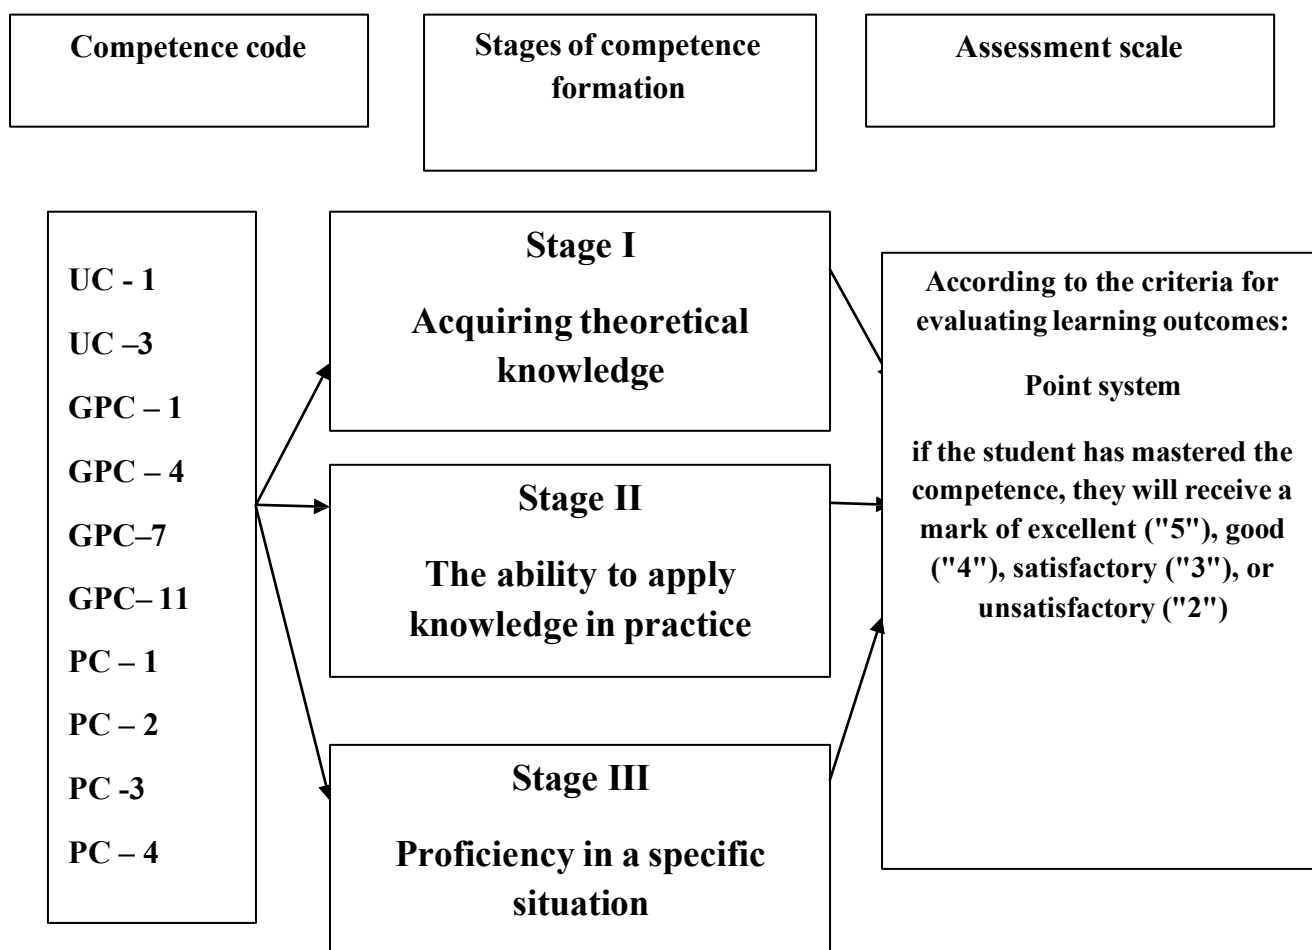 Competence code
Stages of competence
formation
Assessment scale
UC - 1
UC –3
GPC – 1
GPC – 4
GPC–7
GPC– 11
PC – 1
PC – 2
PC -3
PC – 4
Stage I
Acquiring theoretical
knowledge
Stage II
The ability to apply
knowledge in practice
Stage III
Proficiency in a specific
situation
According to the criteria for
evaluating learning outcomes:
Point system
if the student has mastered the
competence, they will receive a
mark of excellent ("5"), good
("4"), satisfactory ("3"), or
unsatisfactory ("2")